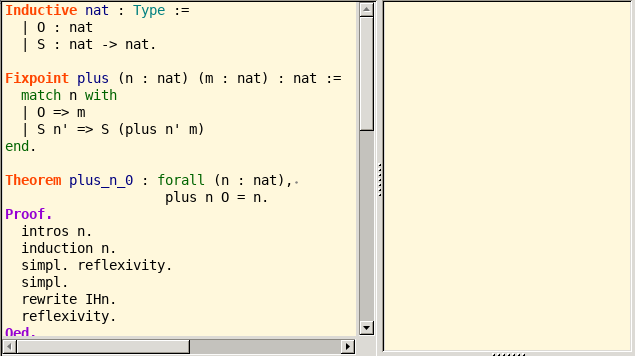 Inductive nat : Type :=
  | O : nat
  | S : nat -> nat.

Fixpoint plus (n : nat) (m : nat) : nat :=
  match n with
  | O => m
  | S n' => S (plus n' m)
end.

Theorem plus_n_0 : forall (n : nat),
                   plus n O = n.
Proof.
  intros n.
  induction n.
  simpl. reflexivity.
  simpl.
  rewrite IHn.
  reflexivity.
Qed.